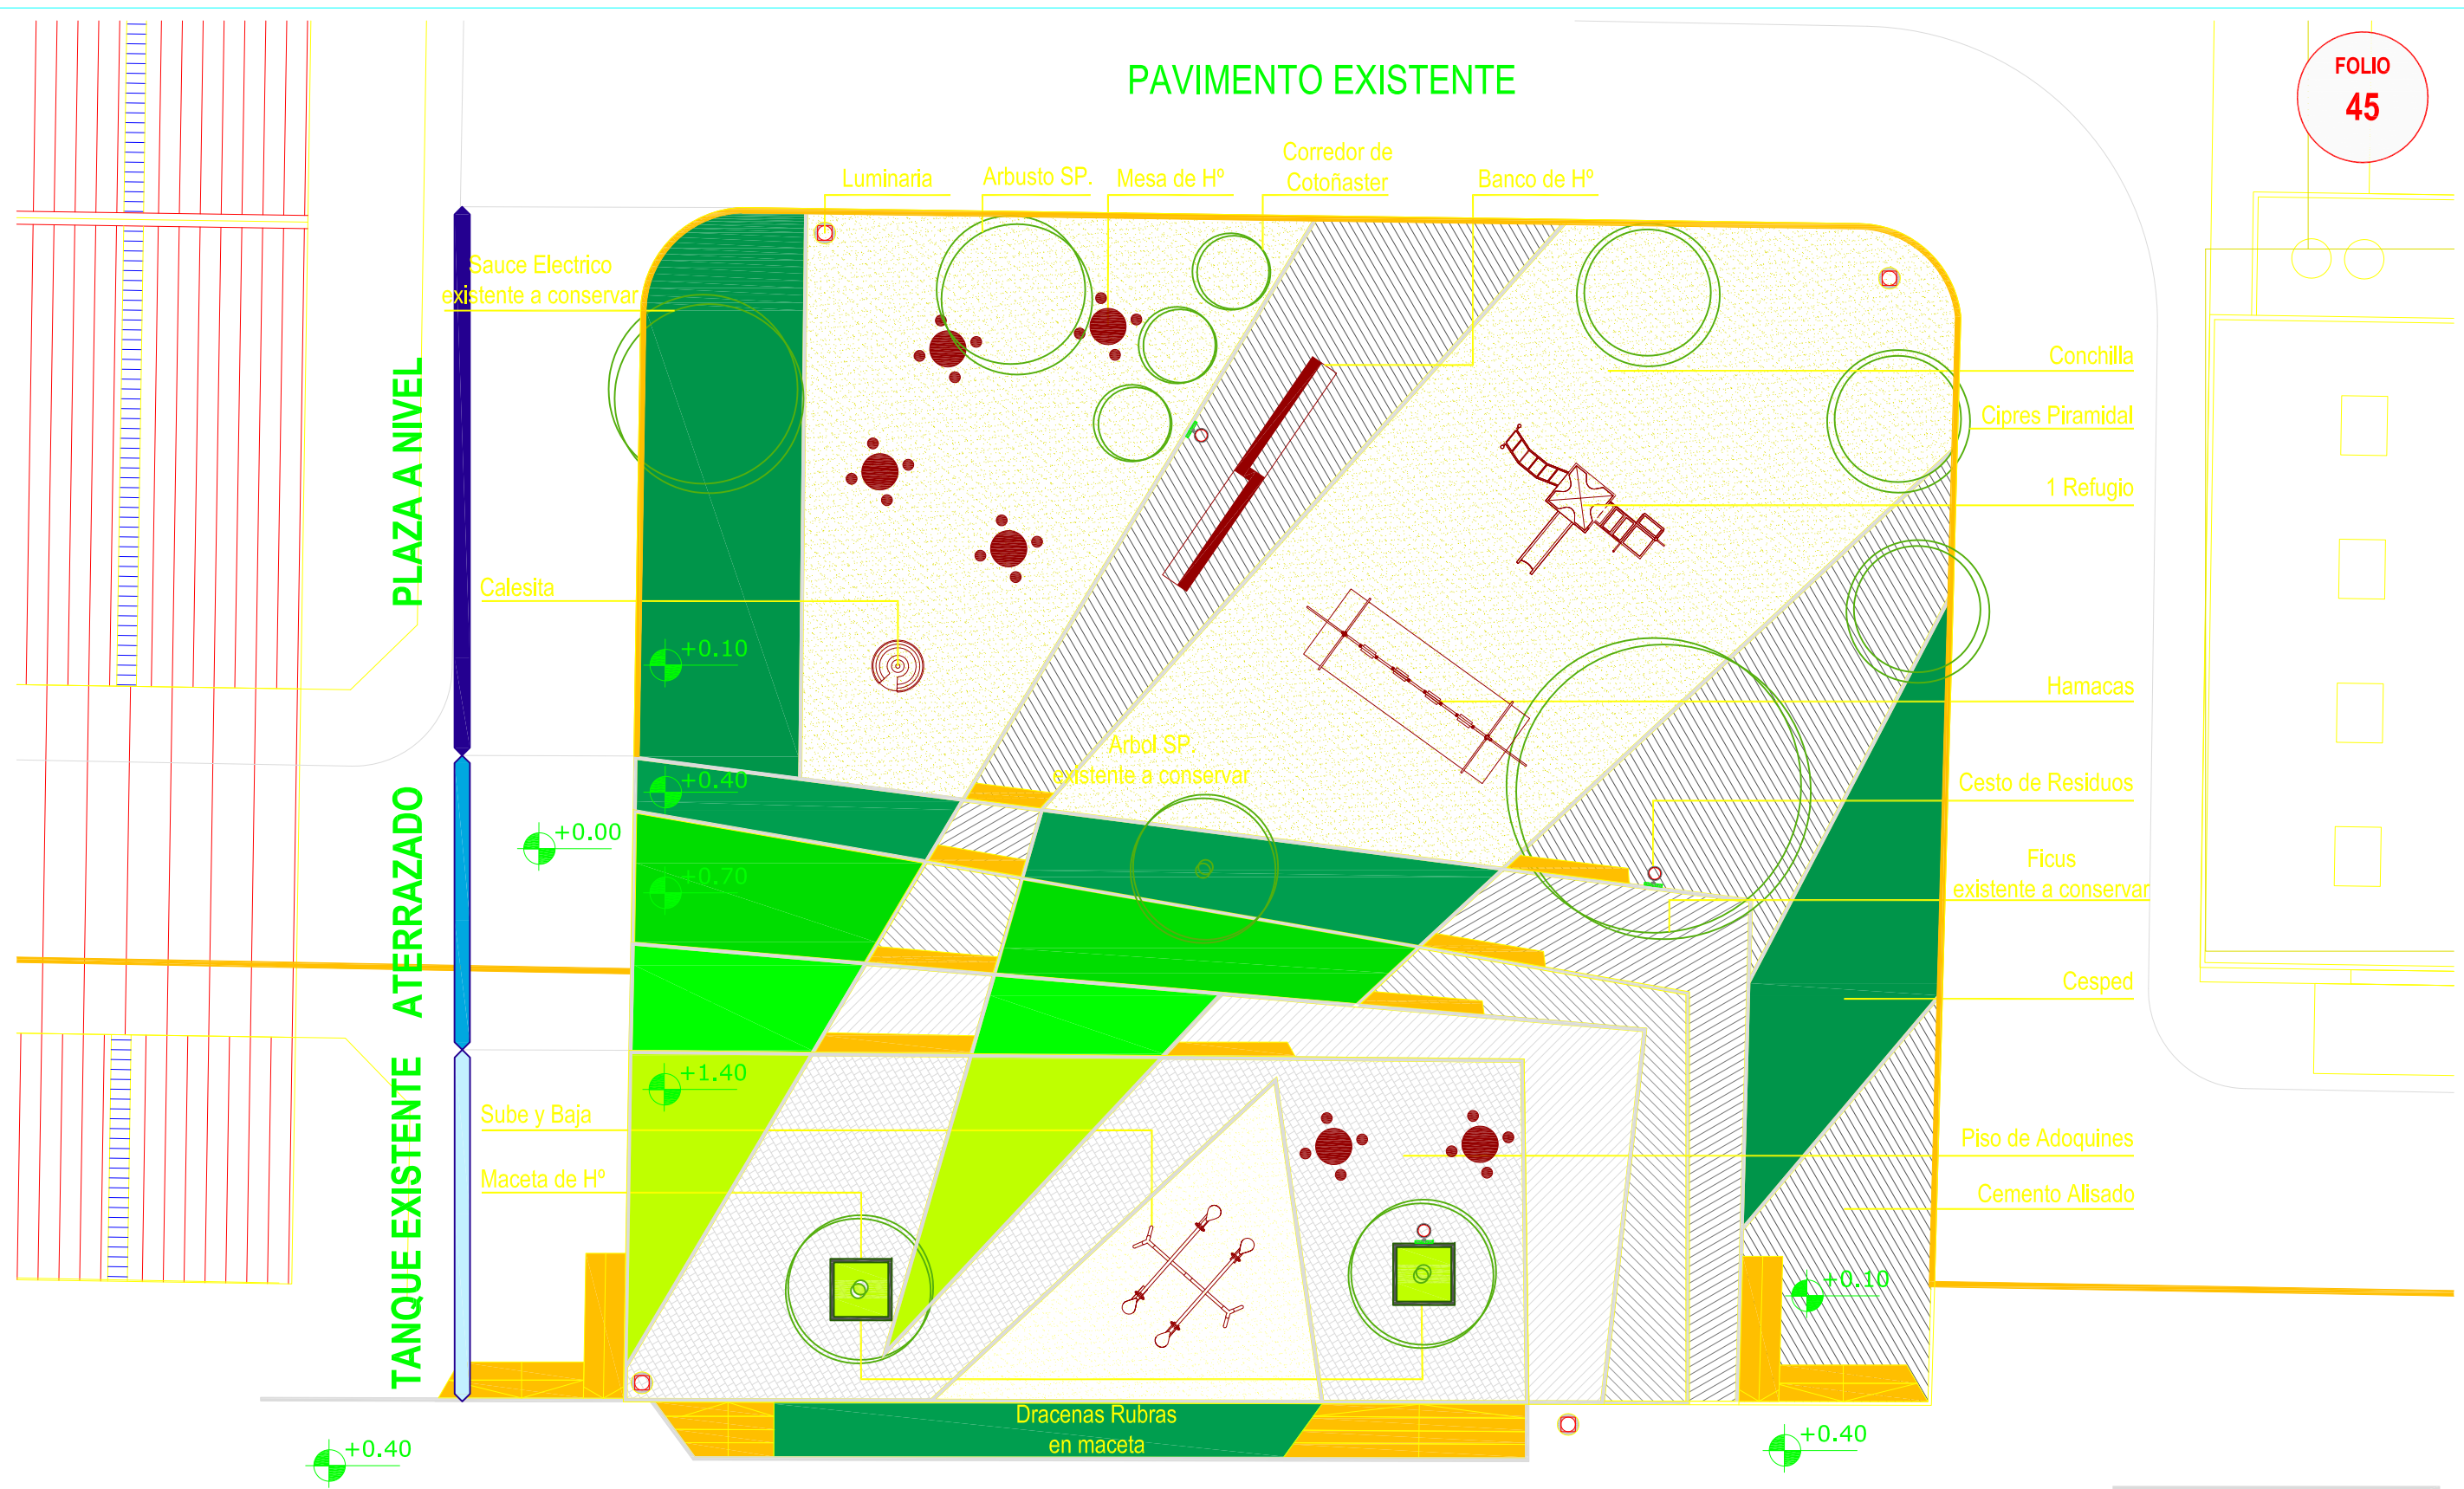 PAVIMENTO EXISTENTE
FOLIO
45
Luminaria
Arbusto SP.
Mesa de Hº
Corredor de
Cotoñaster
Banco de Hº
Sauce Electrico
existente a conservar
PLAZA A NIVEL
Conchilla
Cipres Piramidal
1 Refugio
Calesita
+0.10
Hamacas
Arbol SP.
existente a conservar
+0.40
Cesto de Residuos
ATERRAZADO
+0.00
+0.70
Ficus
existente a conservar
Cesped
TANQUE EXISTENTE
+1.40
Sube y Baja
Piso de Adoquines
Maceta de Hº
Cemento Alisado
+0.10
Dracenas Rubras
en maceta
+0.40
+0.40